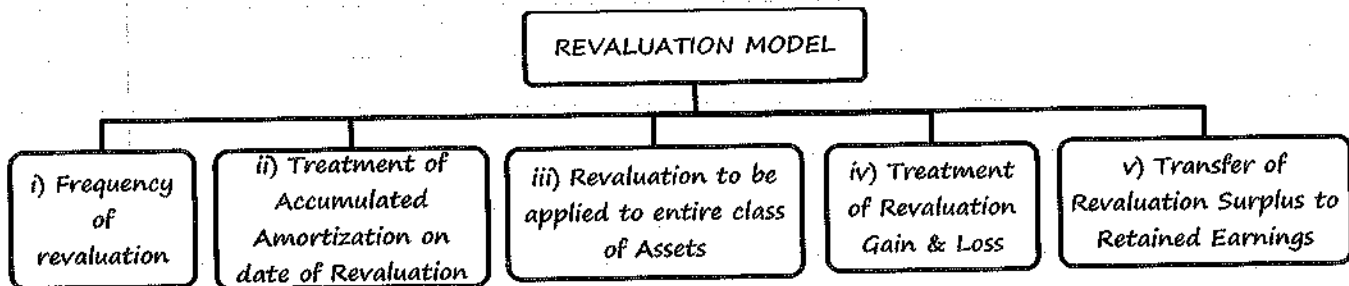 REVALUATION MODEL
i) Frequency
of
revaluation
ii) Treatment of
Accumulated
Amortization on
date of Revaluation
iii) Revaluation to be
applied to entire class
of Assets
iv) Treatment
of Revaluation
Gain & Loss
v) Transfer of
Revaluation Surplus to
Retained Earnings